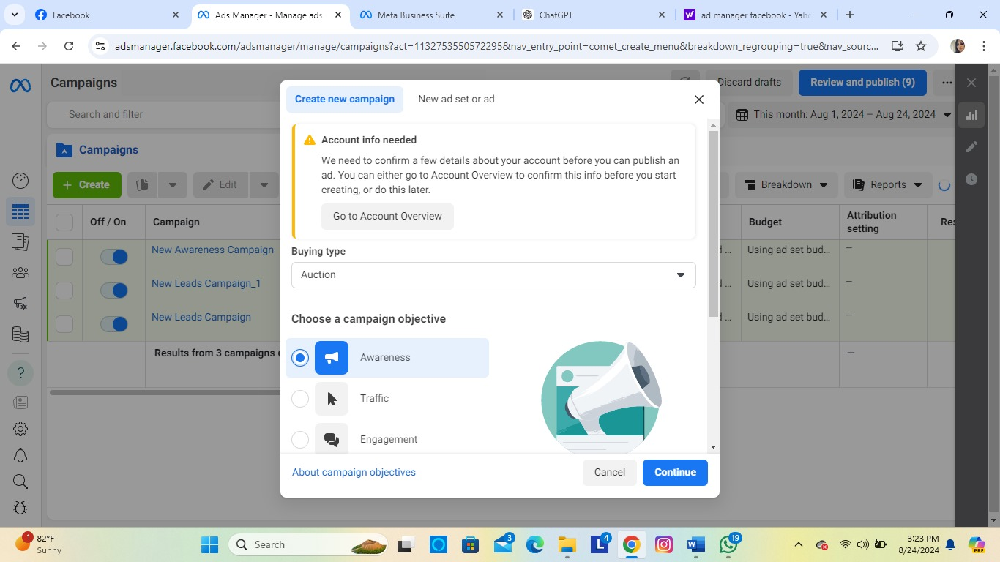 Facebook
Ads Manager - Manage ads
Meta Business Suite
ChatGPT
ad manager facebook - Yah
adsmanager.facebook.com/adsmanager/manage/campaigns?act=1132753550572295&nav_entry_point=comet_create_menu&breakdown_regrouping=true&nav_sourc...
Campaigns
Discard drafts
Review and publish (9)
Search and filter
This month: Aug 1, 2024 – Aug 24, 2024
Campaigns
+ Create
Edit
Breakdown
Reports
Off / On
Campaign
Budget
Attribution
setting
Res
New Awareness Campaign
d ...
Using ad set bud...
–
New Leads Campaign_1
d ...
Using ad set bud...
–
New Leads Campaign
d ...
Using ad set bud...
–
Results from 3 campaigns
—
Create new campaign
New ad set or ad
Account info needed
We need to confirm a few details about your account before you can publish an
ad. You can either go to Account Overview to confirm this info before you start
creating, or do this later.
Go to Account Overview
Buying type
Auction
Choose a campaign objective
Awareness
Traffic
Engagement
About campaign objectives
Cancel
Continue
1
82°F
Sunny
Search
3
4
L
19
3:23 PM
8/24/2024
PRE